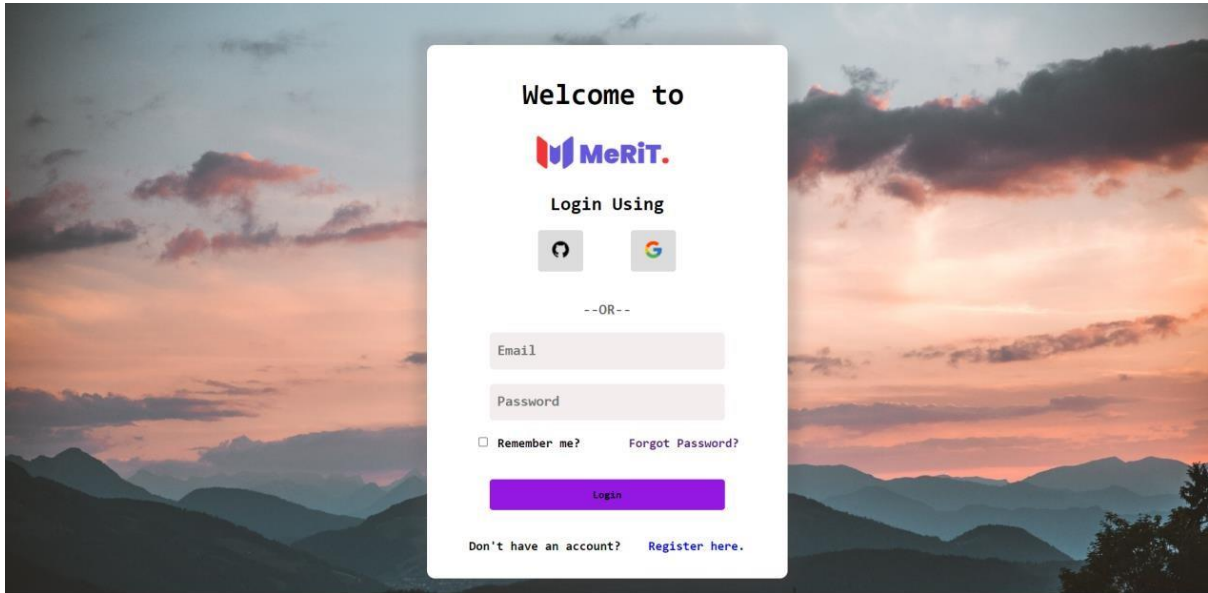 Welcome to
MeRiT.
Login Using
--OR--
Email
Password
Remember me? Forgot Password?
Login
Don't have an account? Register here.